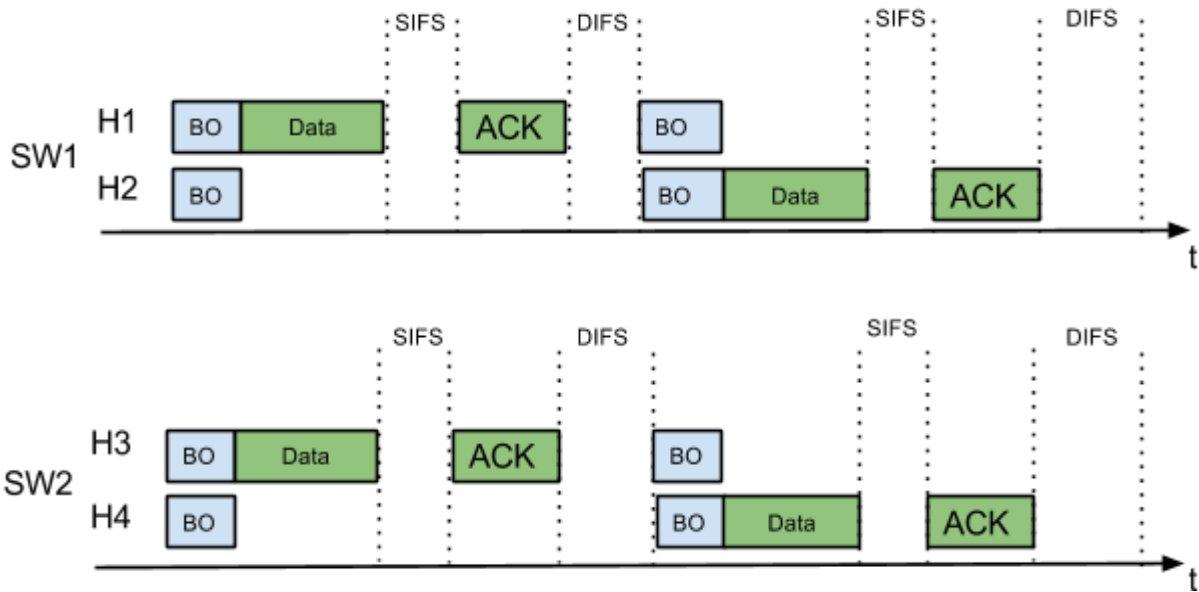 SIFS DIFS SIFS DIFS
H1 BO Data ACK BO
SW1
H2 BO BO Data ACK
t
SIFS DIFS SIFS DIFS
H3 BO Data ACK BO
SW2
H4 BO BO Data ACK
t